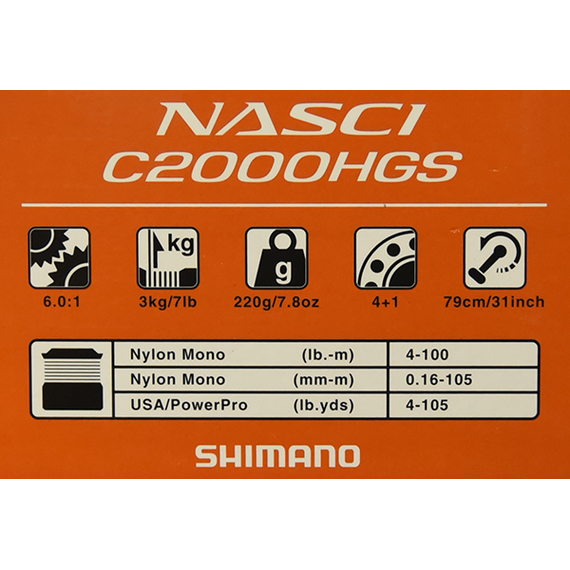 NASCI
C2000HGS
kg
g
6.0:1 3kg/7lb 220g/7.8oz 4+1 79cm/31inch
Nylon Mono (lb.-m) 4-100
Nylon Mono (mm-m) 0.16-105
USA/PowerPro (lb.yds) 4-105
SHIMANO